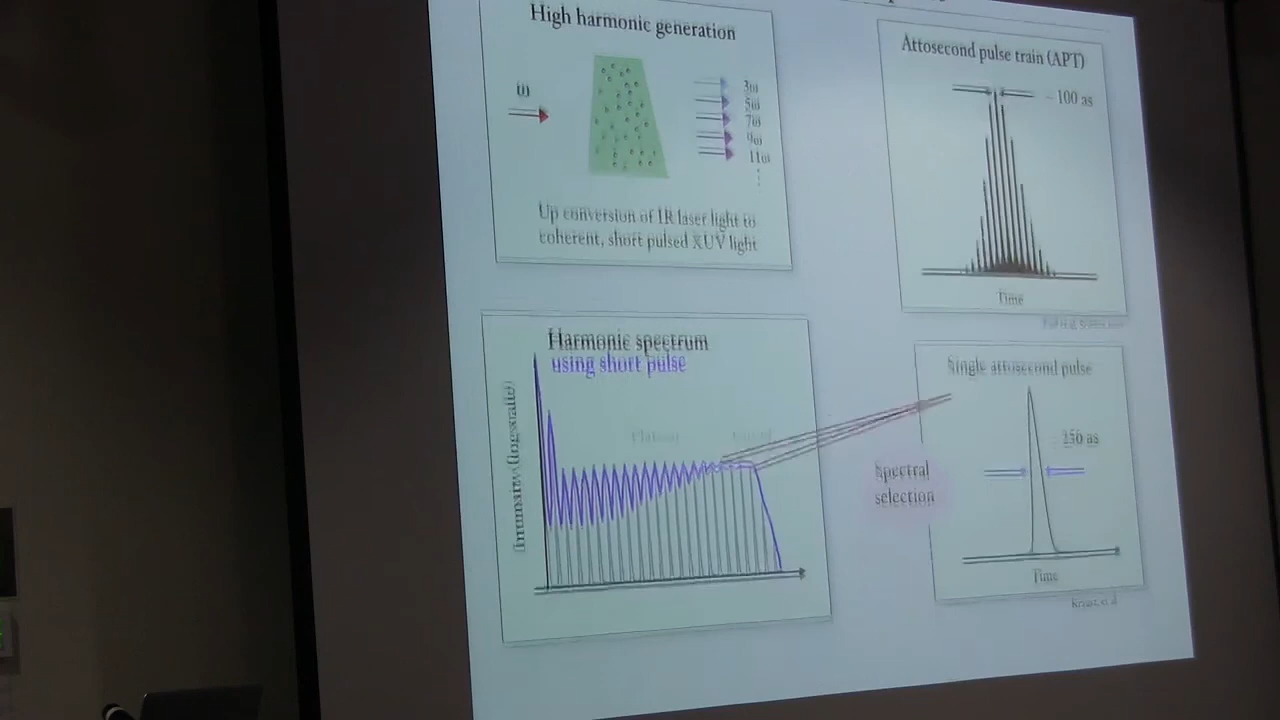 High harmonic generation
ω
3ω
5ω
7ω
9ω
11ω
Up conversion of IR laser light to
coherent, short pulsed XUV light
Attosecond pulse train (APT)
~ 100 as
Time
Harmonic spectrum
using short pulse
Intensity (log scale)
Plateau
Spectral
selection
Single attosecond pulse
as
Time